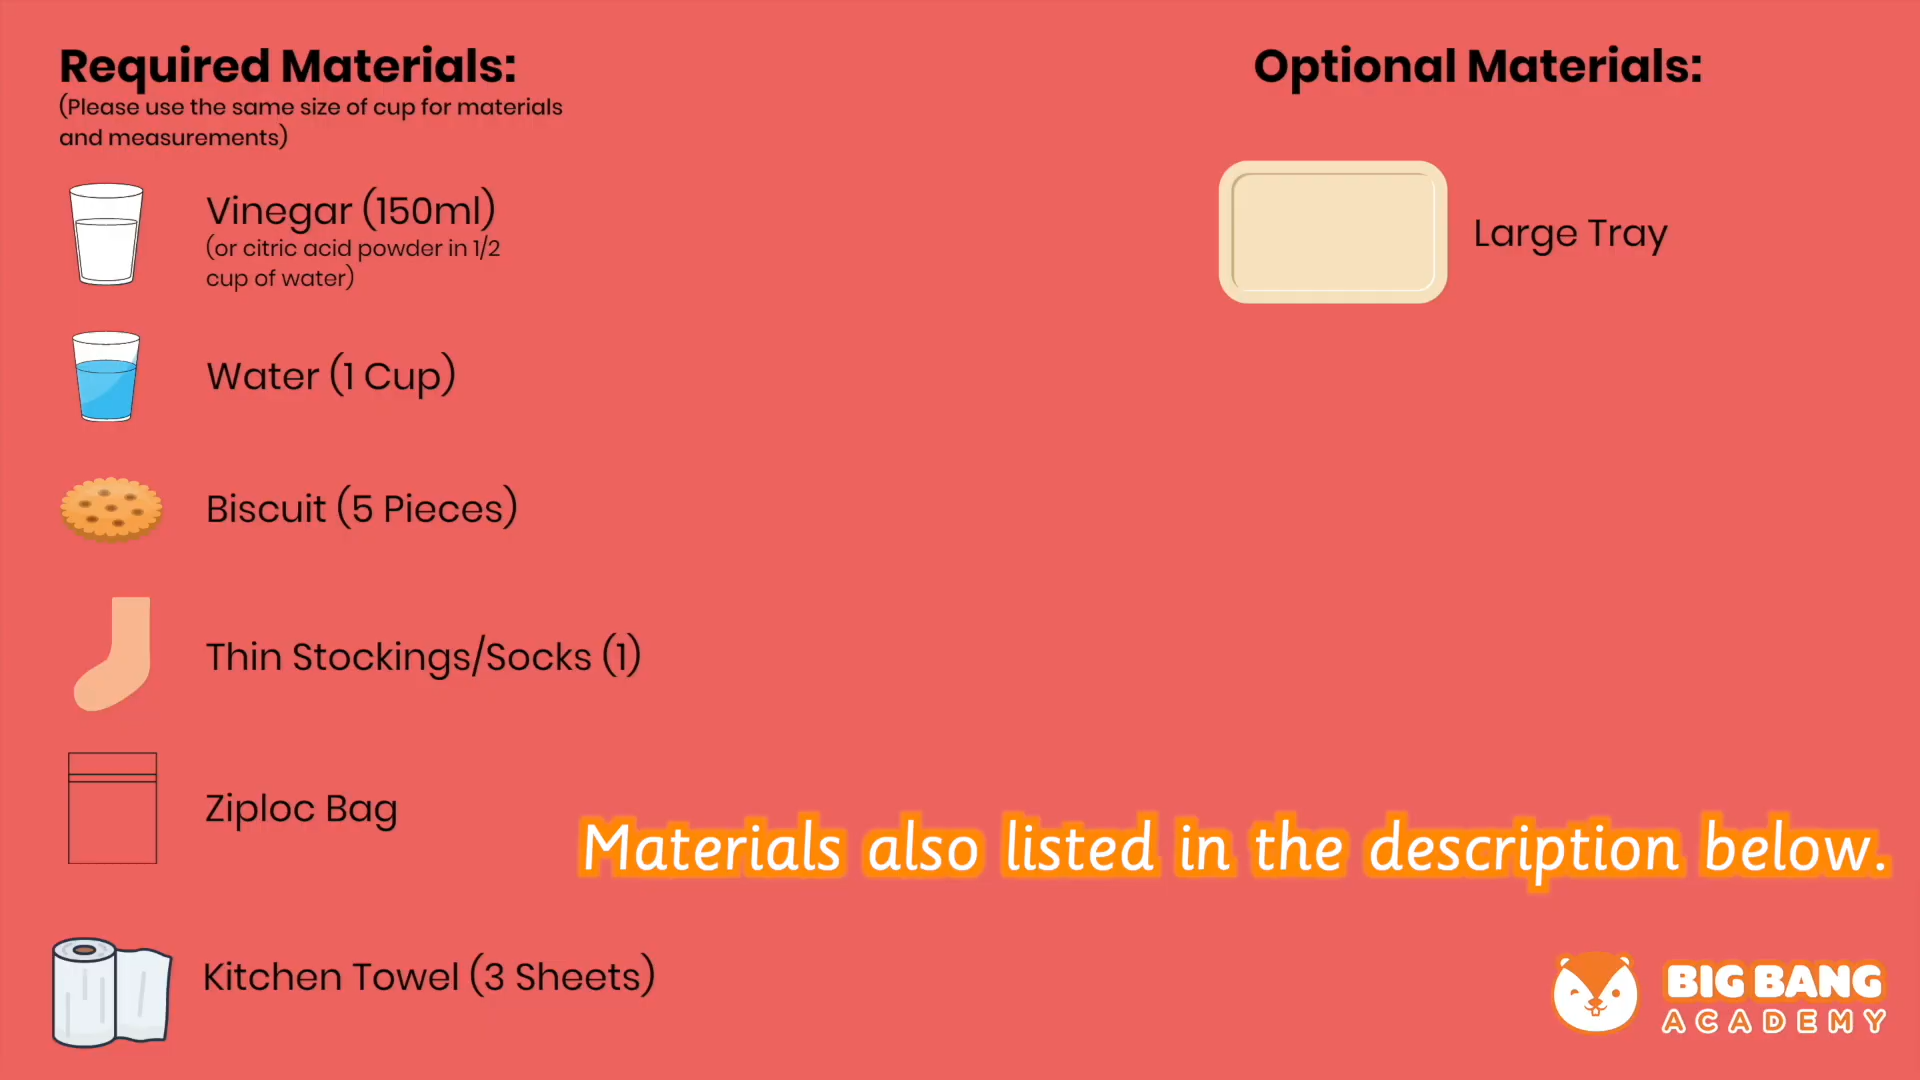 Required Materials:
(Please use the same size of cup for materials
and measurements)
Vinegar (150ml)
(or citric acid powder in 1/2
cup of water)
Water (1 Cup)
Biscuit (5 Pieces)
Thin Stockings/Socks (1)
Ziploc Bag
Kitchen Towel (3 Sheets)
Optional Materials:
Large Tray
Materials also listed in the description below.
BIG BANG
ACADEMY